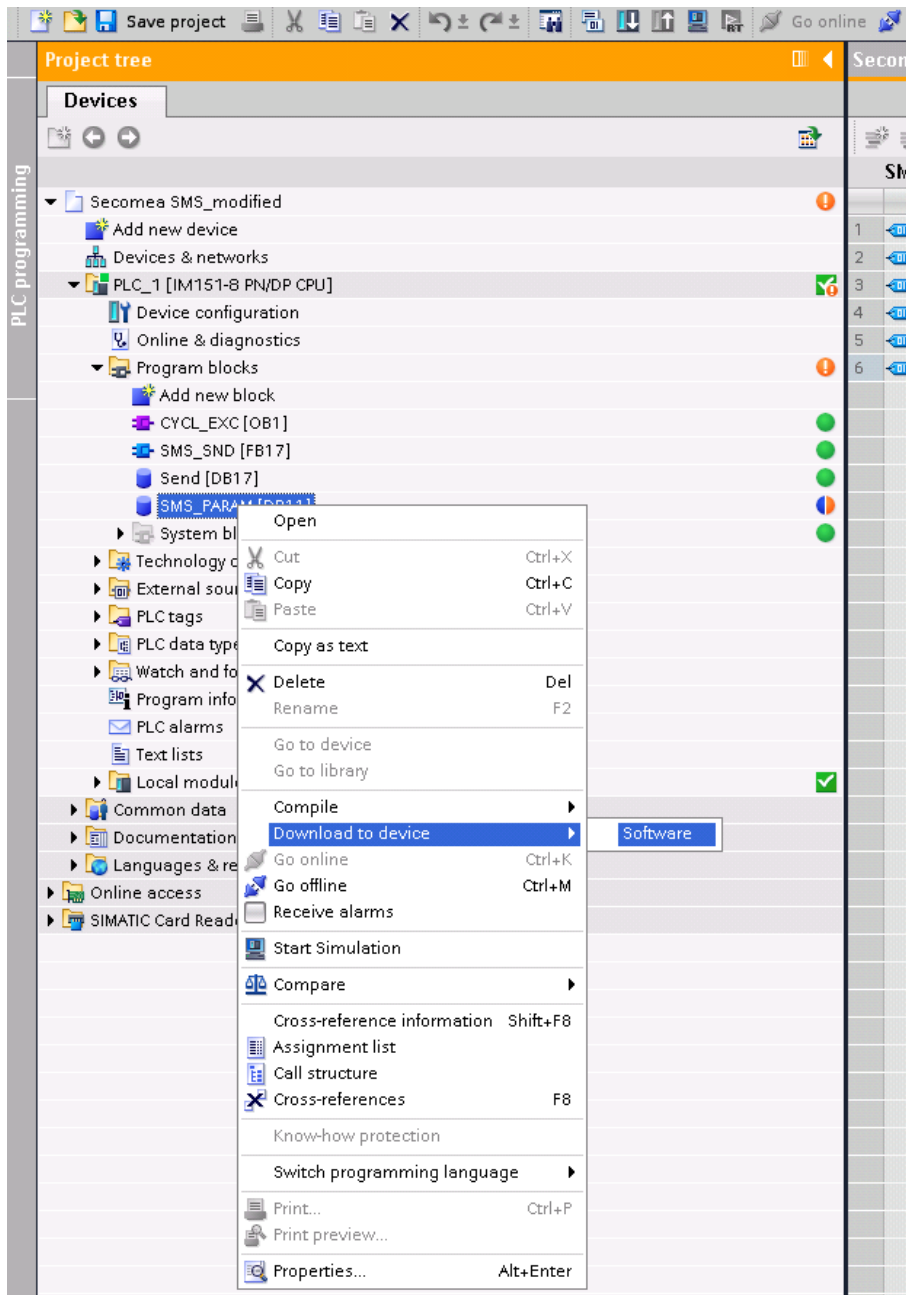 Save project
Go online
Project tree
Secon
Devices
PLC programming
Secomea SMS_modified
Add new device
1
Devices & networks
2
PLC_1 [IM151-8 PN/DP CPU]
3
Device configuration
4
Online & diagnostics
5
Program blocks
6
Add new block
CYCL_EXC [OB1]
SMS_SND [FB17]
Send [DB17]
SMS_PARAM [DB11]
System bl
Technology o
External sour
PLC tags
PLC data type
Watch and fo
Program info
PLC alarms
Text lists
Local module
Common data
Documentation
Languages & re
Online access
SIMATIC Card Reade
Open
Cut Ctrl+X
Copy Ctrl+C
Paste Ctrl+V
Copy as text
Delete Del
Rename F2
Go to device
Go to library
Compile
Download to device Software
Go online Ctrl+K
Go offline Ctrl+M
Receive alarms
Start Simulation
Compare
Cross-reference information Shift+F8
Assignment list
Call structure
Cross-references F8
Know-how protection
Switch programming language
Print... Ctrl+P
Print preview...
Properties... Alt+Enter